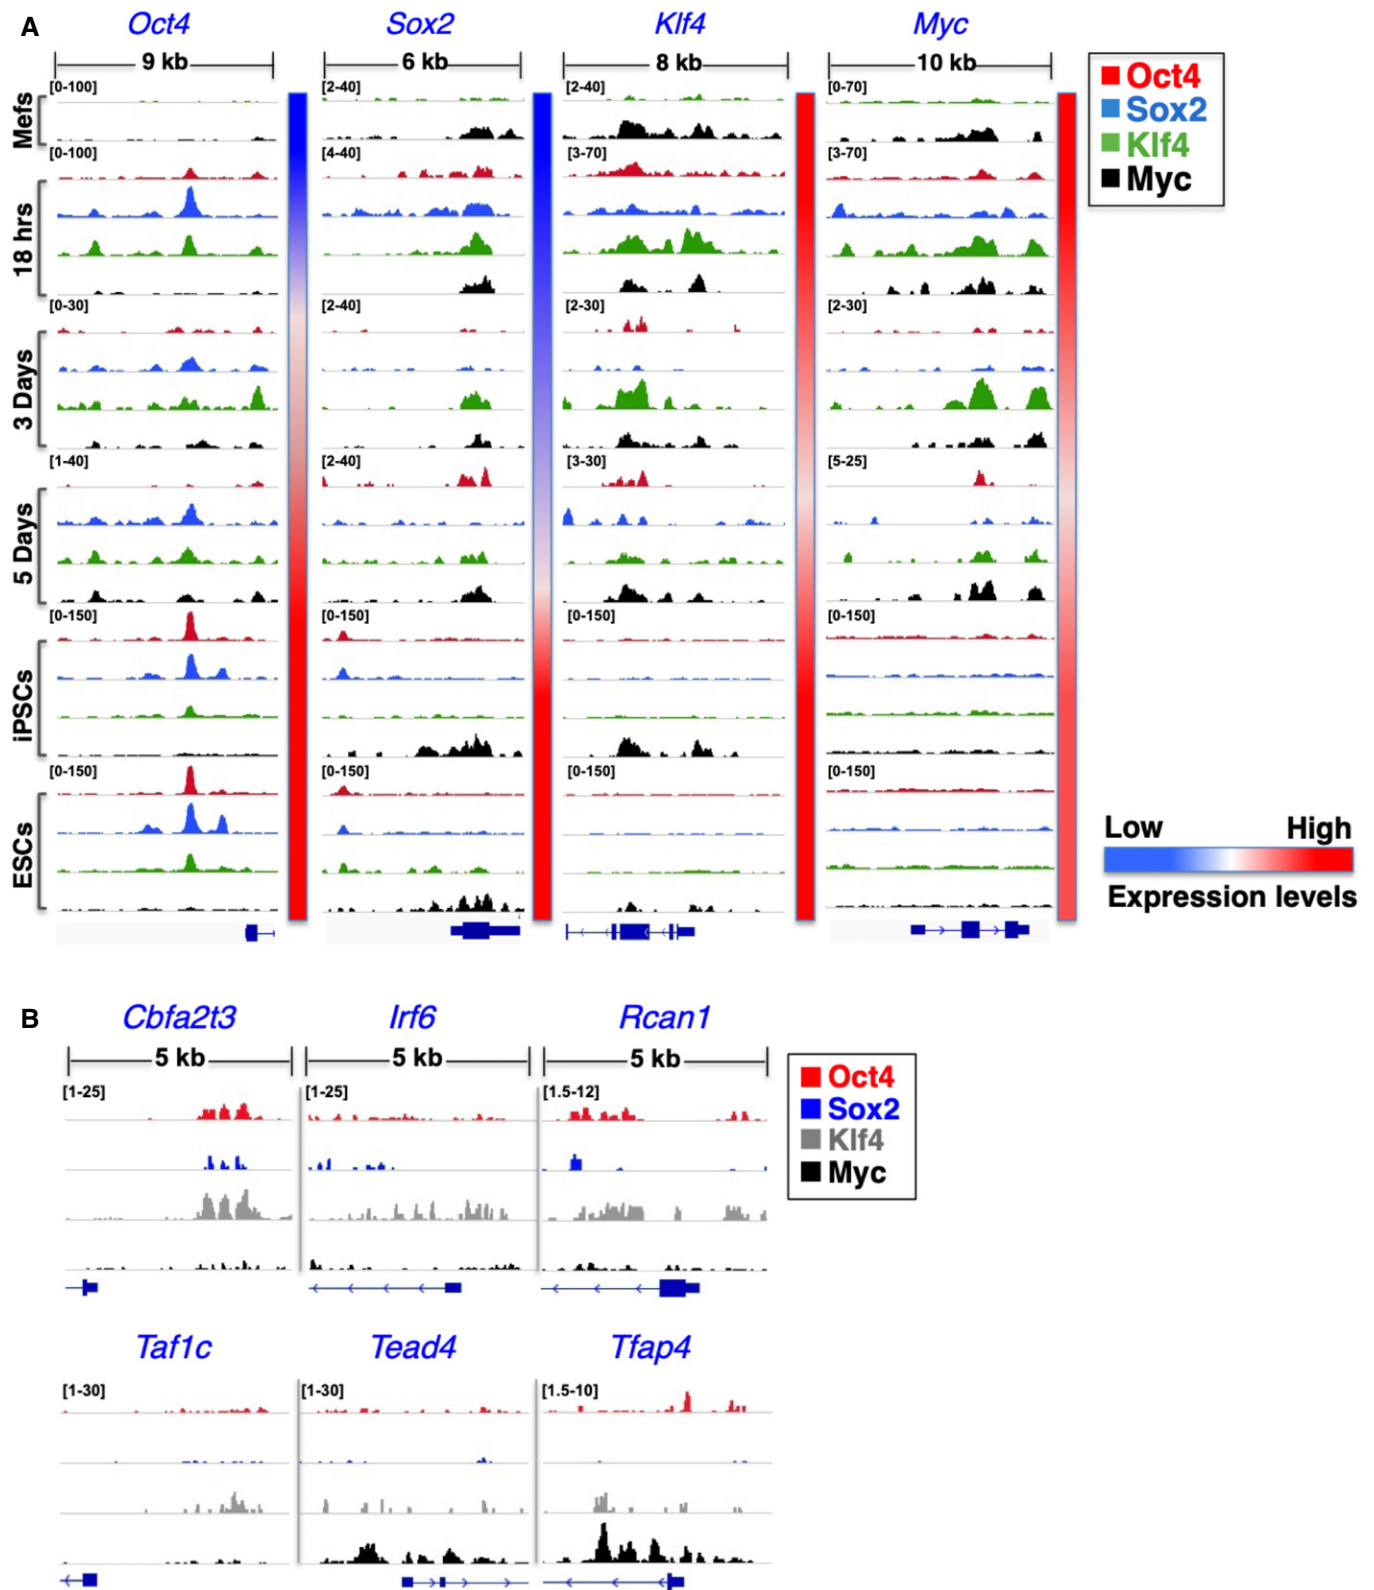 A
Oct4 Sox2 Klf4 Myc
9 kb 6 kb 8 kb 10 kb
Oct4
Sox2
Klf4
Myc
Mefs
[0-100] [2-40] [2-40] [0-70]
18 hrs
[0-100] [4-40] [3-70] [3-70]
3 Days
[0-30] [2-40] [2-30] [2-30]
5 Days
[1-40] [2-40] [3-30] [5-25]
iPSCs
[0-150] [0-150] [0-150] [0-150]
ESCs
[0-150] [0-150] [0-150] [0-150]
Low High
Expression levels
B
Cbfa2t3 Irf6 Rcan1
5 kb 5 kb 5 kb
[1-25] [1-25] [1.5-12]
Oct4
Sox2
Klf4
Myc
Taf1c Tead4 Tfap4
[1-30] [1-30] [1.5-10]